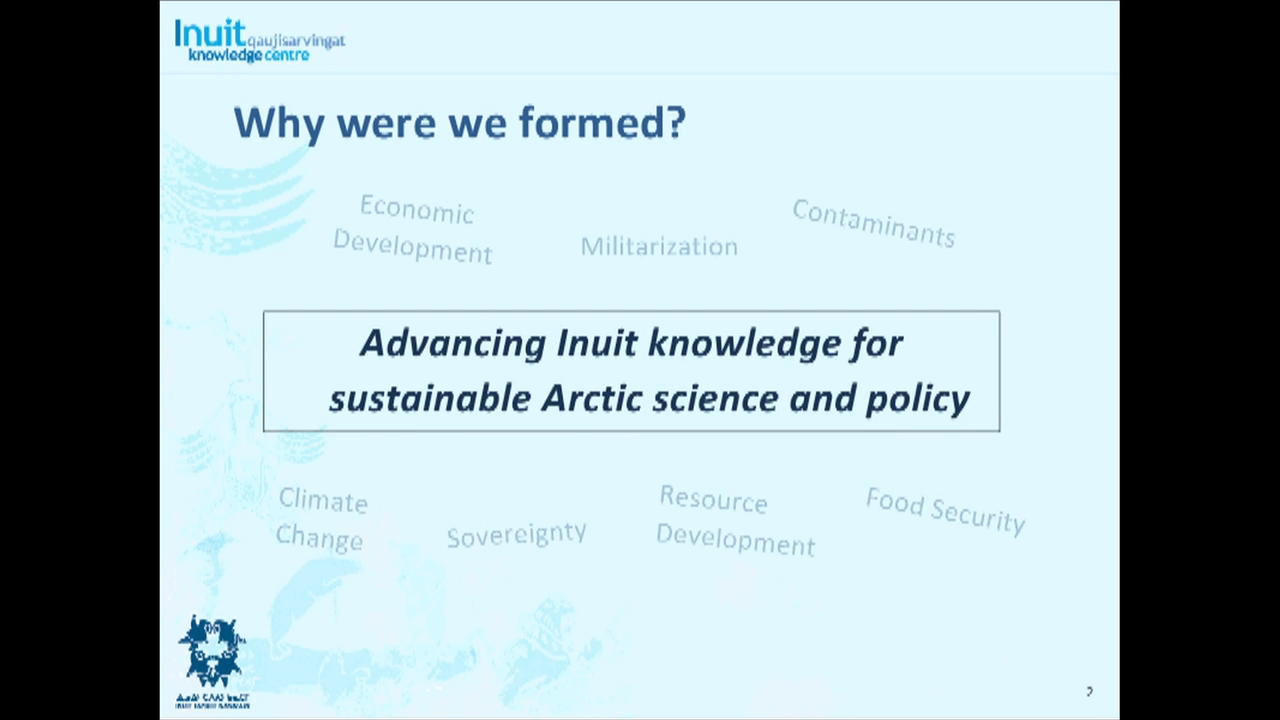 Inuit qaujisarvingat
knowledge centre
Why were we formed?
Economic
Development
Militarization
Contaminants
Advancing Inuit knowledge for
sustainable Arctic science and policy
Climate
Change
Sovereignty
Resource
Development
Food Security
2